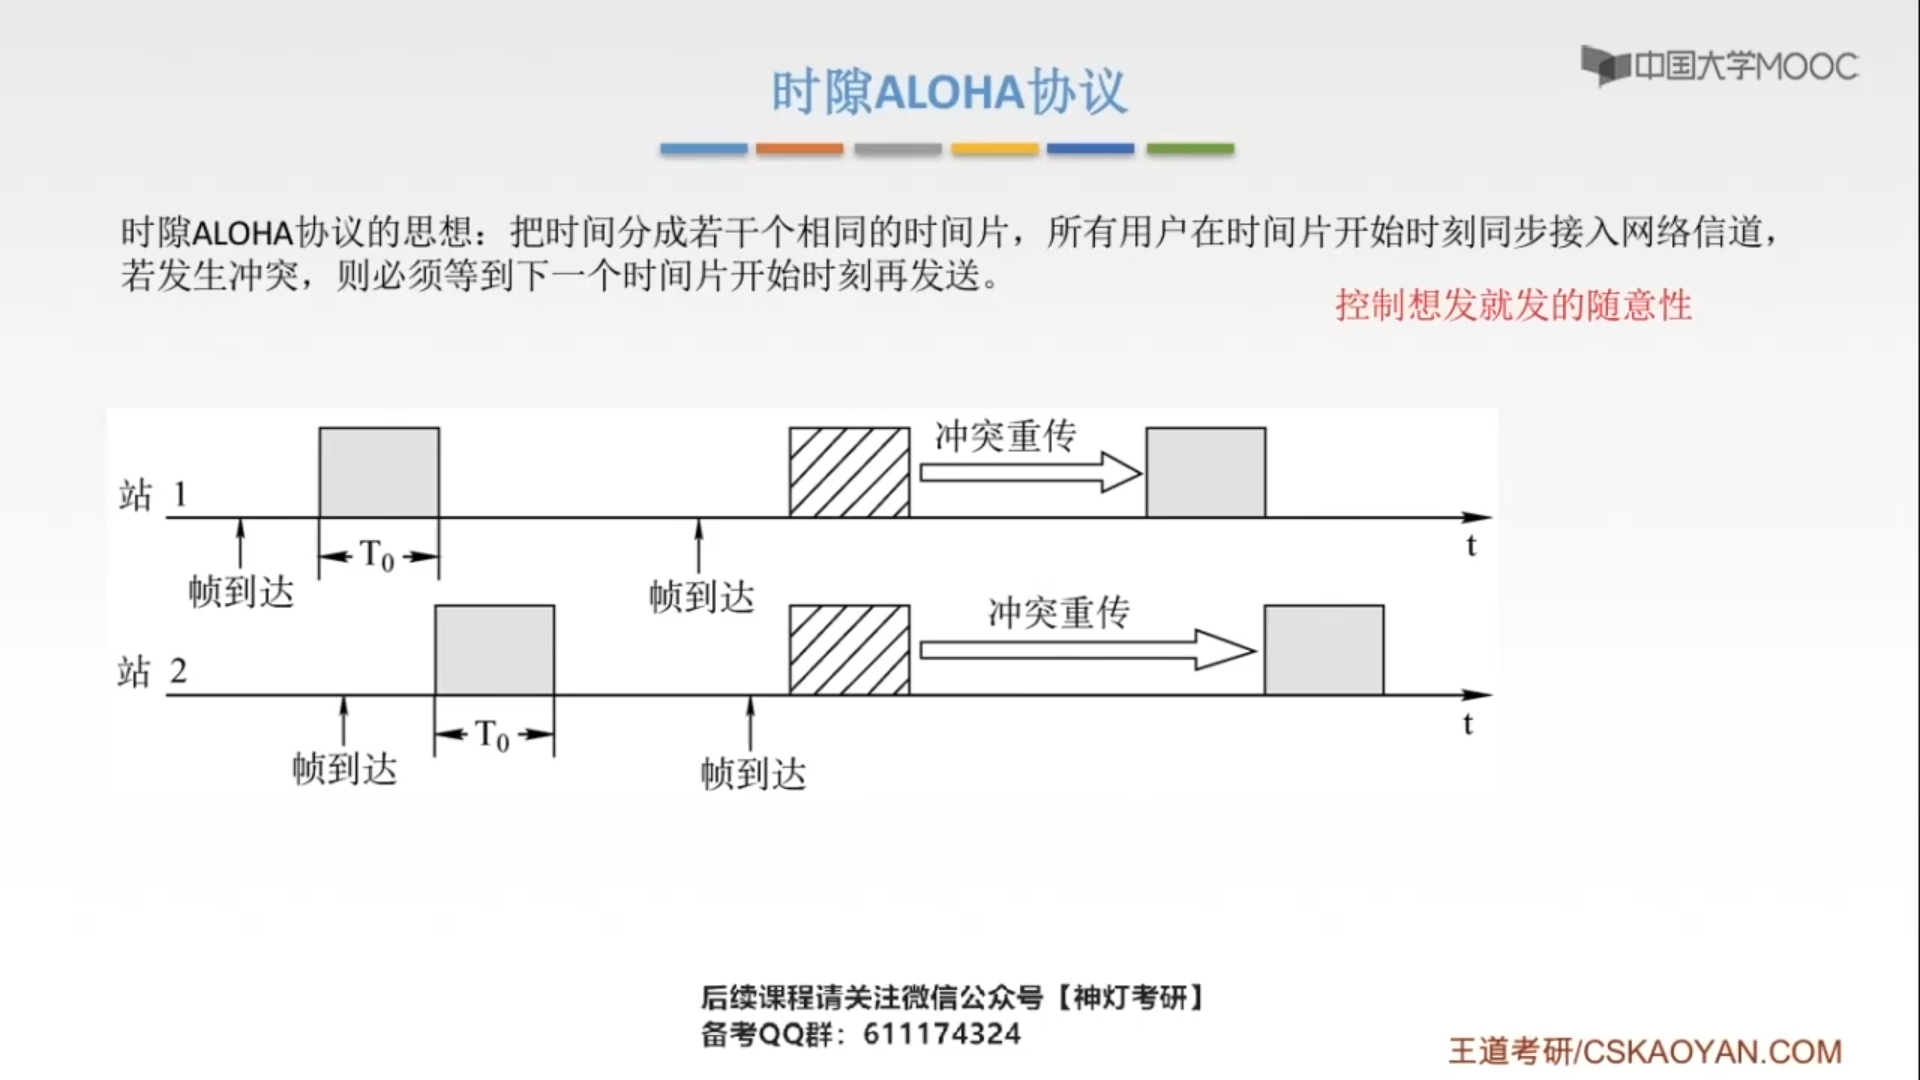 中国大学MOOC
时隙ALOHA协议
时隙ALOHA协议的思想：把时间分成若干个相同的时间片，所有用户在时间片开始时刻同步接入网络信道，
若发生冲突，则必须等到下一个时间片开始时刻再发送。
控制想发就发的随意性
冲突重传
站 1
t
T₀
帧到达
帧到达
冲突重传
站 2
t
T₀
帧到达
帧到达
后续课程请关注微信公众号【神灯考研】
备考QQ群：611174324
王道考研/CSKAOYAN.COM